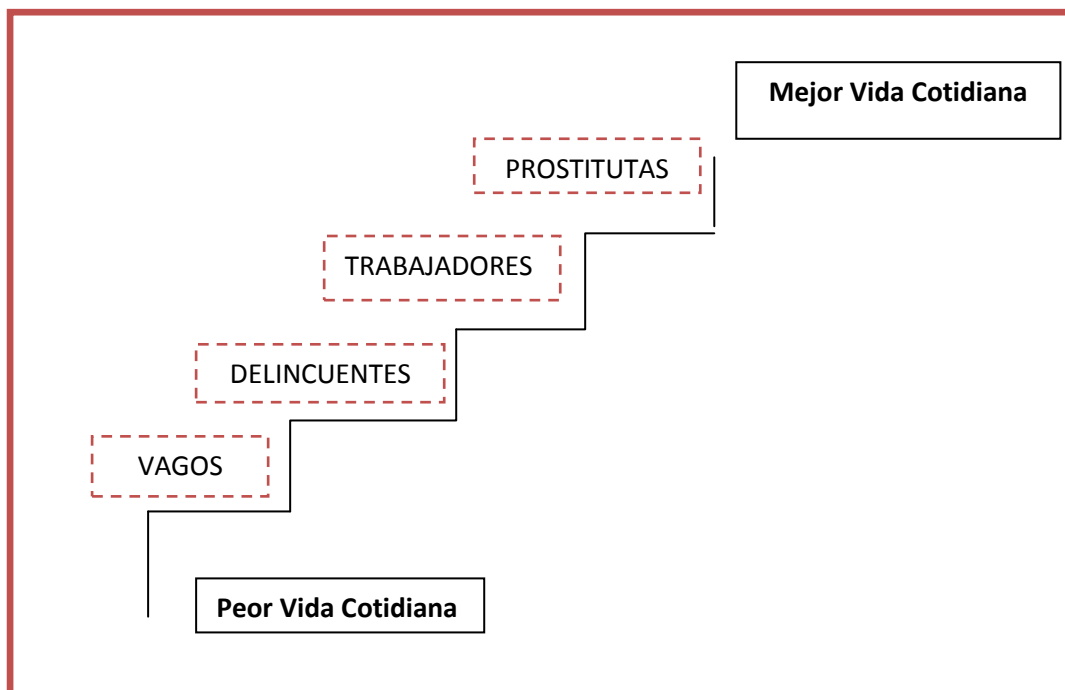 Mejor Vida Cotidiana
PROSTITUTAS
TRABAJADORES
DELINCUENTES
VAGOS
Peor Vida Cotidiana